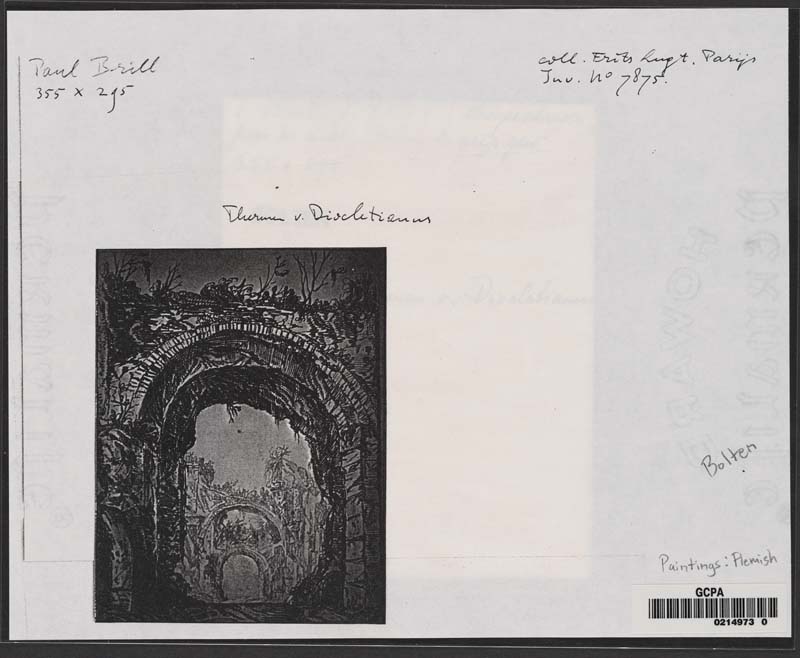 Paul Brill
355 x 295
coll. Frits Lugt, Parijs
Inv. No 7875.
Thermen v. Diocletianus
Bolten
Paintings: Flemish
GCPA
0214973 0